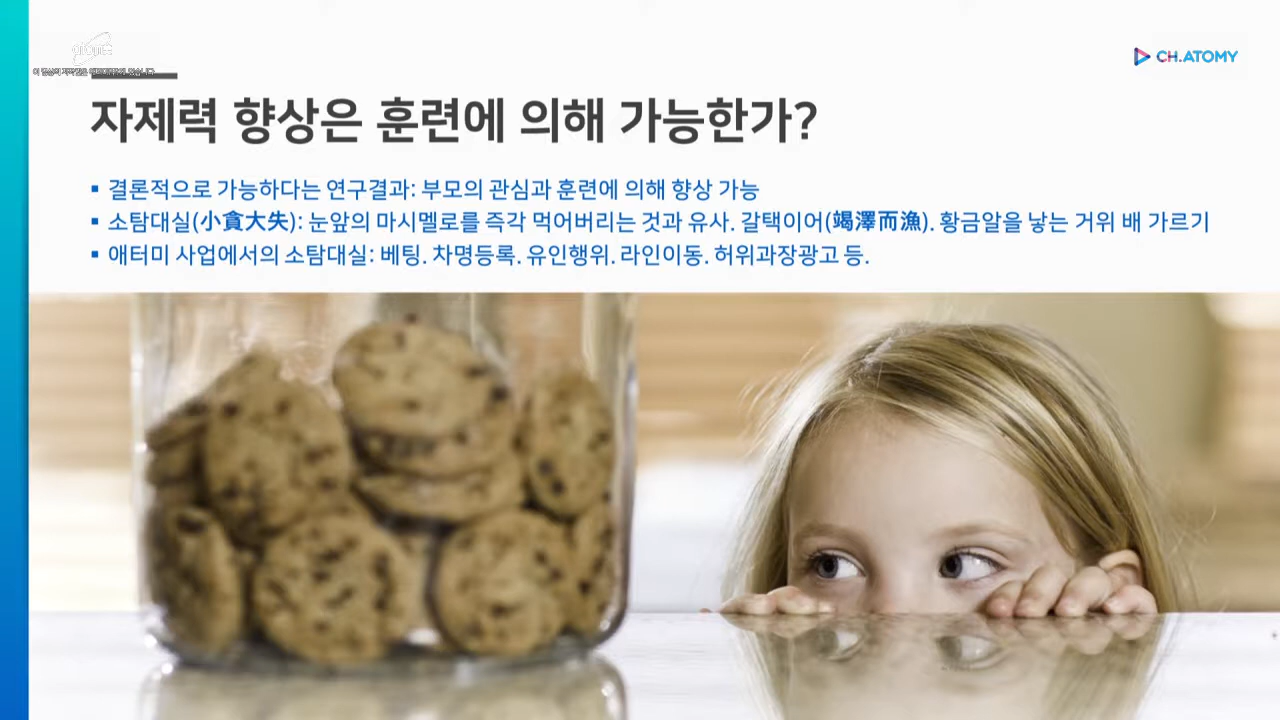 CH.ATOMY
자제력 향상은 훈련에 의해 가능한가?
▪ 결론적으로 가능하다는 연구결과: 부모의 관심과 훈련에 의해 향상 가능
▪ 소탐대실(小貪大失): 눈앞의 마시멜로를 즉각 먹어버리는 것과 유사. 갈택이어(竭澤而漁). 황금알을 낳는 거위 배 가르기
▪ 애터미 사업에서의 소탐대실: 베팅. 차명등록. 유인행위. 라인이동. 허위과장광고 등.